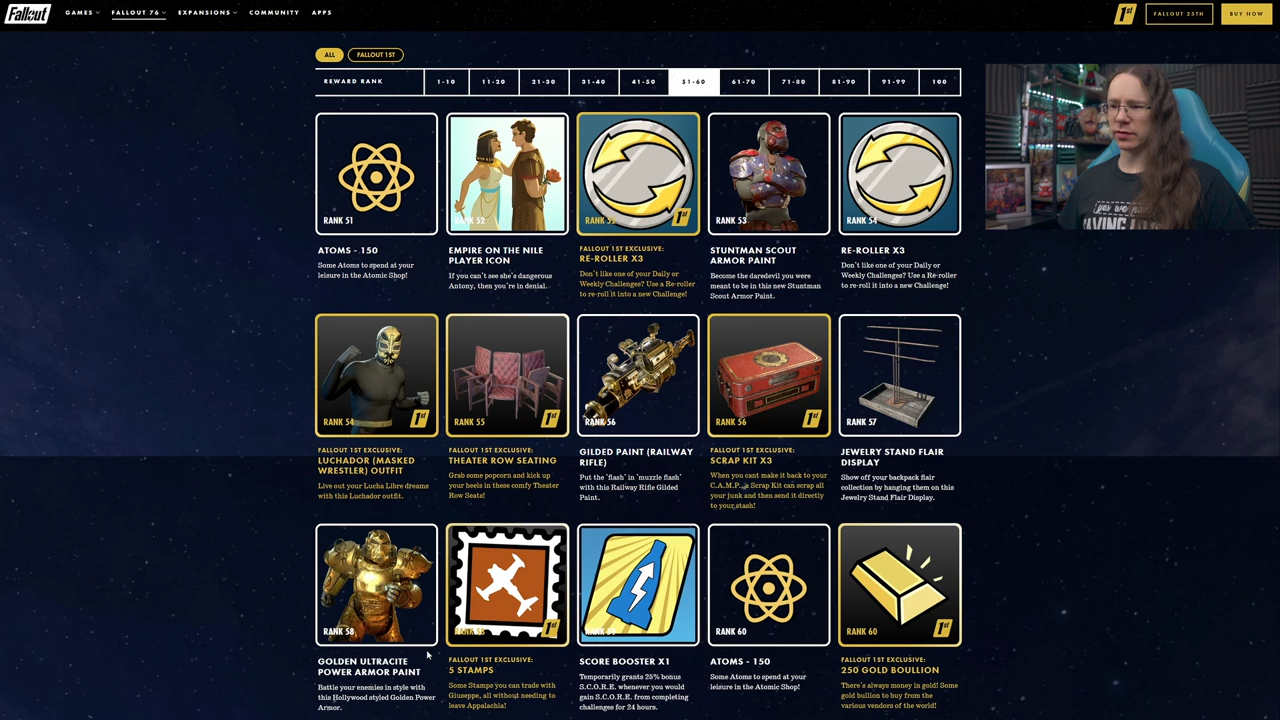 Fallout
GAMES
FALLOUT 76
EXPANSIONS
COMMUNITY
APPS
1st
FALLOUT 25TH
BUY NOW
ALL
FALLOUT 1ST
REWARD RANK
1-10
11-20
21-30
31-40
41-50
51-60
61-70
71-80
81-90
91-99
100
RANK 51
RANK 52
RANK 52
1st
RANK 53
RANK 54
ATOMS - 150
Some Atoms to spend at your
leisure in the Atomic Shop!
EMPIRE ON THE NILE
PLAYER ICON
If you can't see she's dangerous
Antony, then you're in denial.
FALLOUT 1ST EXCLUSIVE:
RE-ROLLER X3
Don't like one of your Daily or
Weekly Challenges? Use a Re-roller
to re-roll it into a new Challenge!
STUNTMAN SCOUT
ARMOR PAINT
Become the daredevil you were
meant to be in this new Stuntman
Scout Armor Paint.
RE-ROLLER X3
Don't like one of your Daily or
Weekly Challenges? Use a Re-roller
to re-roll it into a new Challenge!
RANK 54
1st
RANK 55
1st
RANK 56
RANK 56
1st
RANK 57
FALLOUT 1ST EXCLUSIVE:
LUCHADOR (MASKED
WRESTLER) OUTFIT
Live out your Lucha Libre dreams
with this Luchador outfit.
FALLOUT 1ST EXCLUSIVE:
THEATER ROW SEATING
Grab some popcorn and kick up
your heels in these comfy Theater
Row Seats!
GILDED PAINT (RAILWAY
RIFLE)
Put the 'flash' in 'muzzle flash'
with this Railway Rifle Gilded
Paint.
FALLOUT 1ST EXCLUSIVE:
SCRAP KIT X3
When you cant make it back to your
C.A.M.P., a Scrap Kit can scrap all
your junk and then send it directly
to your stash!
JEWELRY STAND FLAIR
DISPLAY
Show off your backpack flair
collection by hanging them on this
Jewelry Stand Flair Display.
RANK 58
1st
RANK 60
RANK 60
1st
GOLDEN ULTRACITE
POWER ARMOR PAINT
Battle your enemies in style with
this Hollywood styled Golden Power
Armor.
FALLOUT 1ST EXCLUSIVE:
5 STAMPS
Some Stamps you can trade with
Giuseppe, all without needing to
leave Appalachia!
SCORE BOOSTER X1
Temporarily grants 25% bonus
S.C.O.R.E. whenever you would
gain S.C.O.R.E. from completing
challenges for 24 hours.
ATOMS - 150
Some Atoms to spend at your
leisure in the Atomic Shop!
FALLOUT 1ST EXCLUSIVE:
250 GOLD BOULLION
There's always money in gold! Some
gold bullion to buy from the
various vendors of the world!